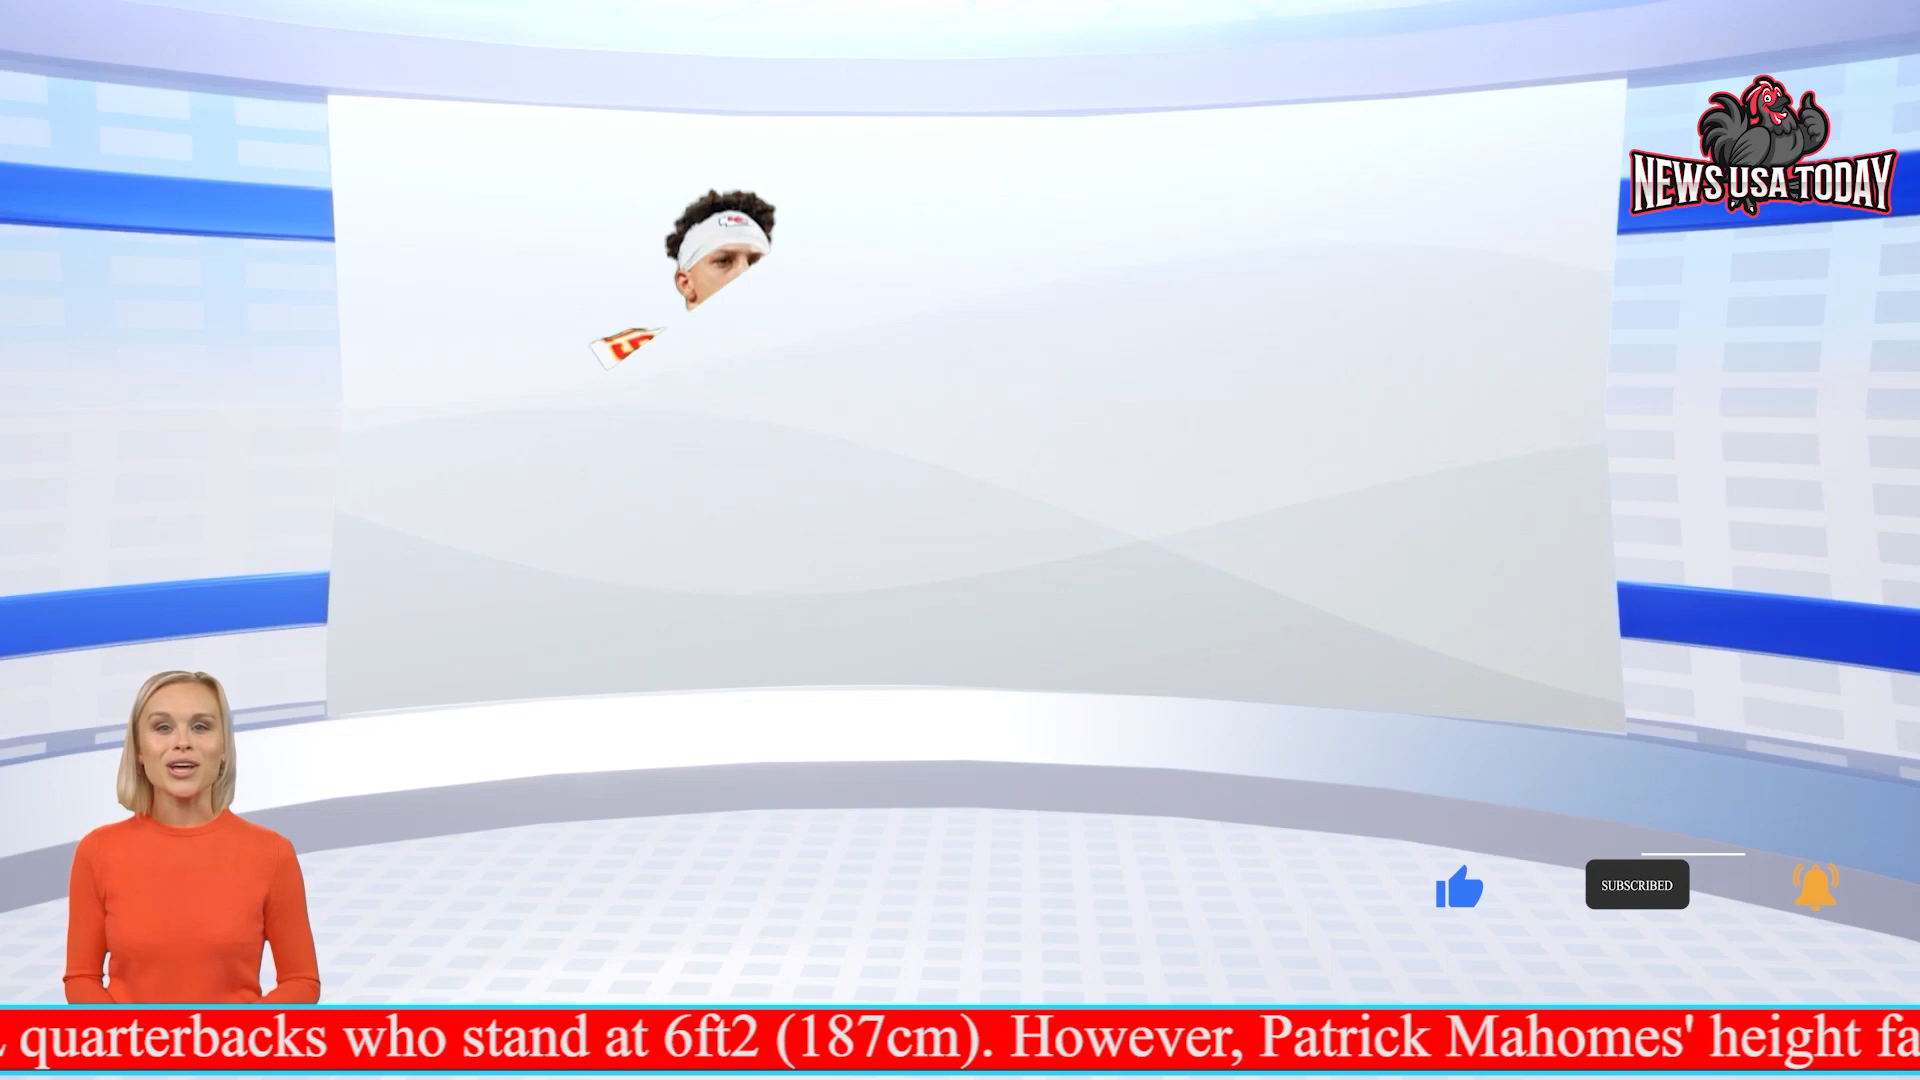 NEWS USA TODAY
SUBSCRIBED
quarterbacks who stand at 6ft2 (187cm). However, Patrick Mahomes' height fa